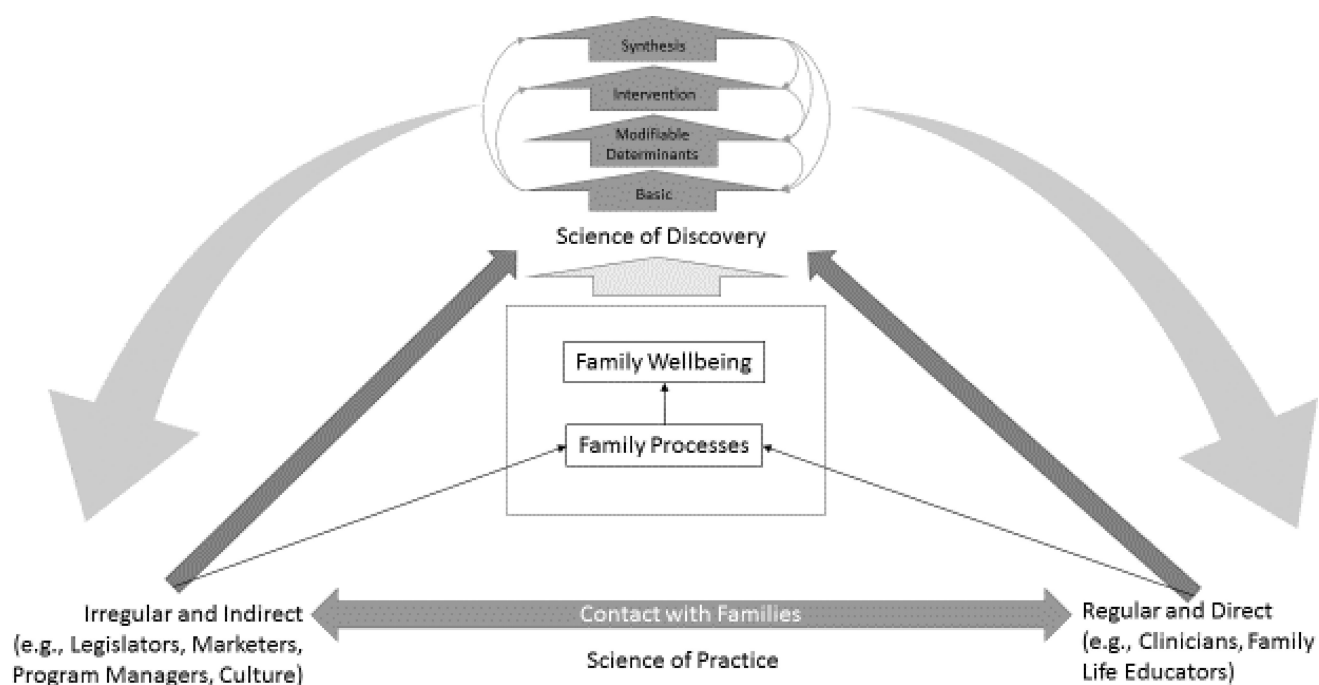 Synthesis
Intervention
Modifiable
Determinants
Basic
Science of Discovery
Family Wellbeing
Family Processes
Irregular and Indirect
(e.g., Legislators, Marketers,
Program Managers, Culture)
Contact with Families
Science of Practice
Regular and Direct
(e.g., Clinicians, Family
Life Educators)